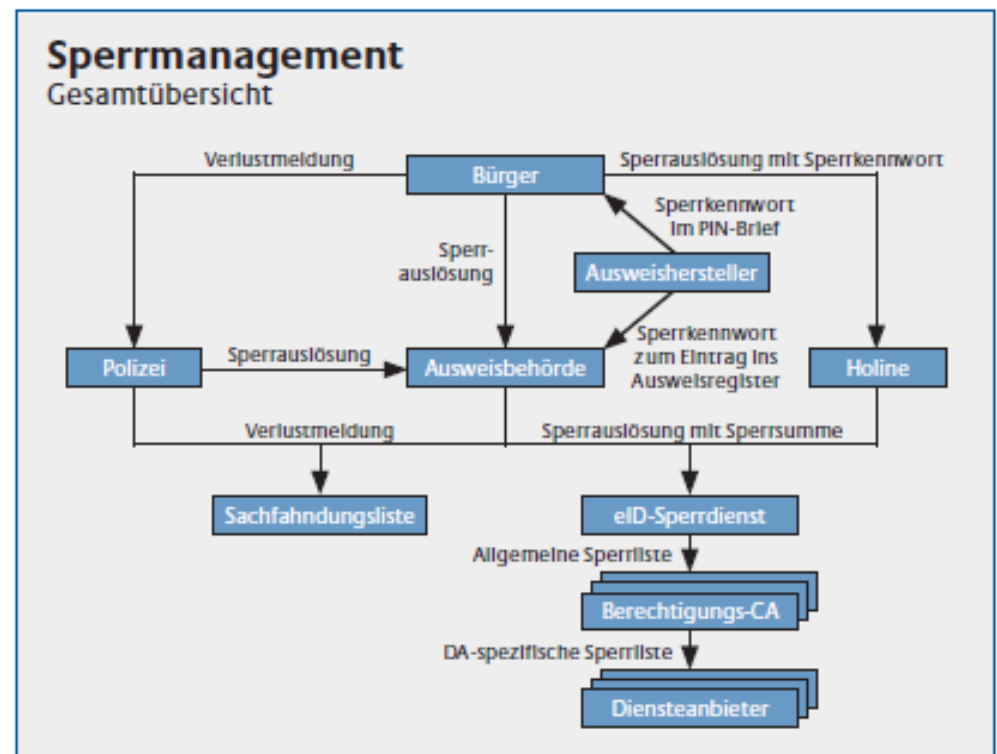 Sperrmanagement
Gesamtübersicht
Verlustmeldung
Bürger
Sperrauslösung mit Sperrkennwort
Sperrkennwort
im PIN-Brief
Sperr-
auslösung
Ausweishersteller
Polizei
Sperrauslösung
Ausweisbehörde
Sperrkennwort
zum Eintrag ins
Ausweisregister
Holine
Verlustmeldung
Sperrauslösung mit Sperrsumme
Sachfahndungsliste
eID-Sperrdienst
Allgemeine Sperrliste
Berechtigungs-CA
DA-spezifische Sperrliste
Diensteanbieter